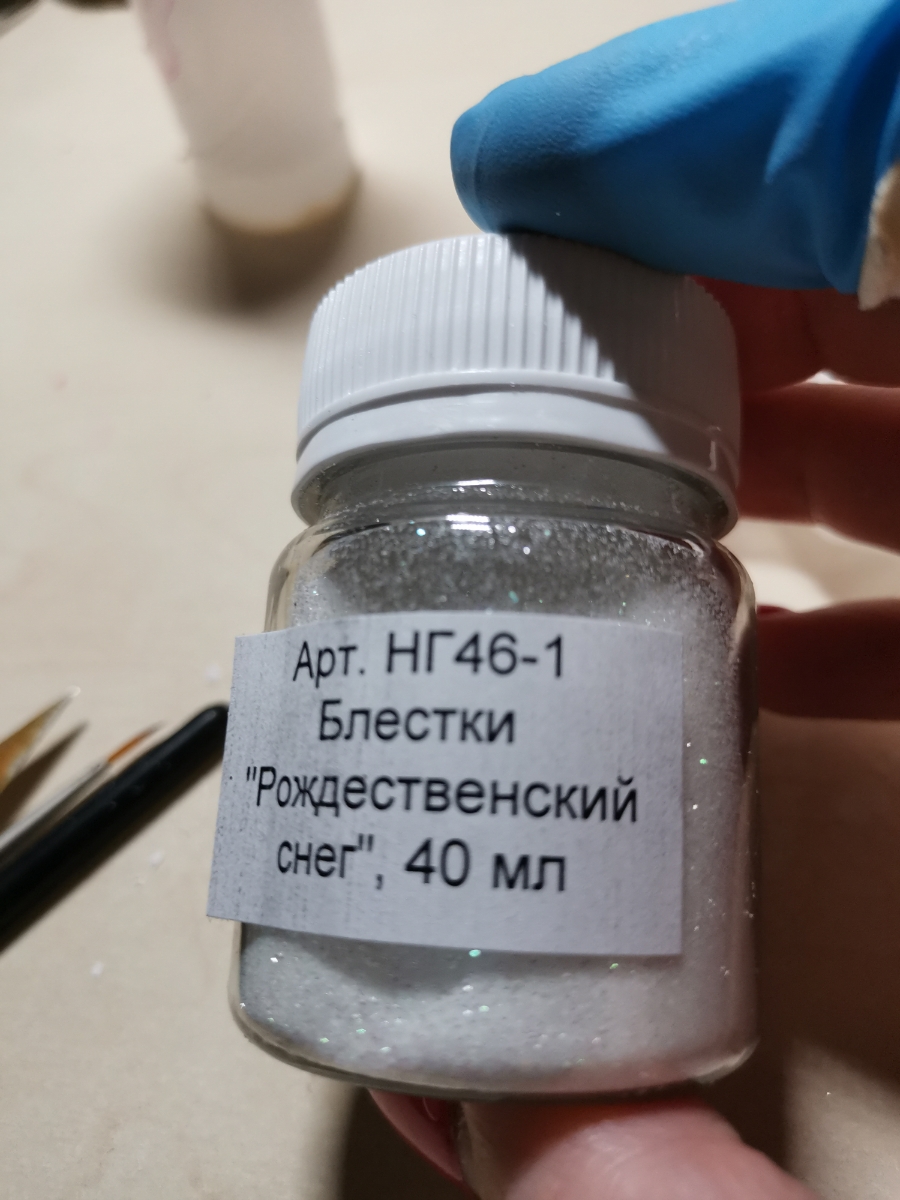 Арт. НГ46-1
Блестки
"Рождественский
снег", 40 мл